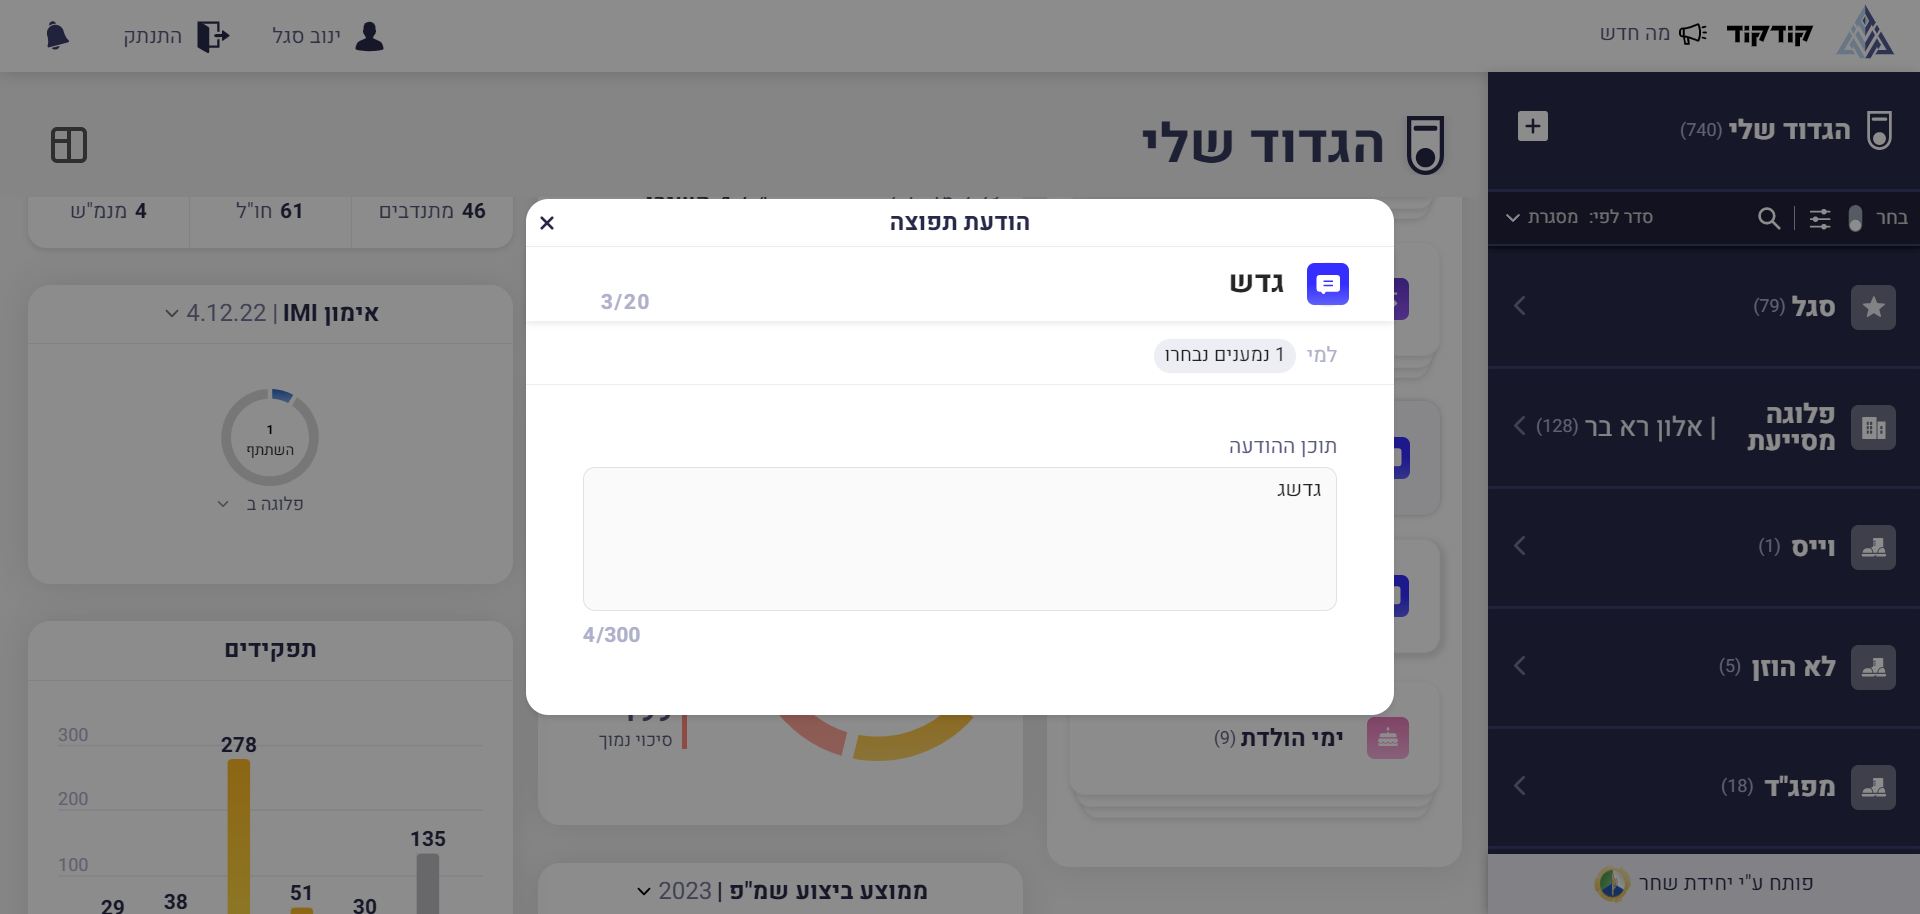 קודקוד
מה חדש
ינוב סגל
התנתק
הגדוד שלי (740)
בחר
סדר לפי: מסגרת
סגל (79)
פלוגה מסייעת | אלון רא בר (128)
וייס (1)
לא הוזן (5)
מפג"ד (18)
פותח ע"י יחידת שחר
הגדוד שלי
46 מתנדבים
61 חו"ל
4 מנמ"ש
הודעת תפוצה
גדש
3/20
למי
1 נמענים נבחרו
תוכן ההודעה
גדשג
4/300
ימי הולדת (9)
סיכוי נמוך
ממוצע ביצוע שמ"פ | 2023
אימון IMI | 4.12.22
1
השתתף
פלוגה ב
תפקידים
300
200
100
29
38
278
51
30
135